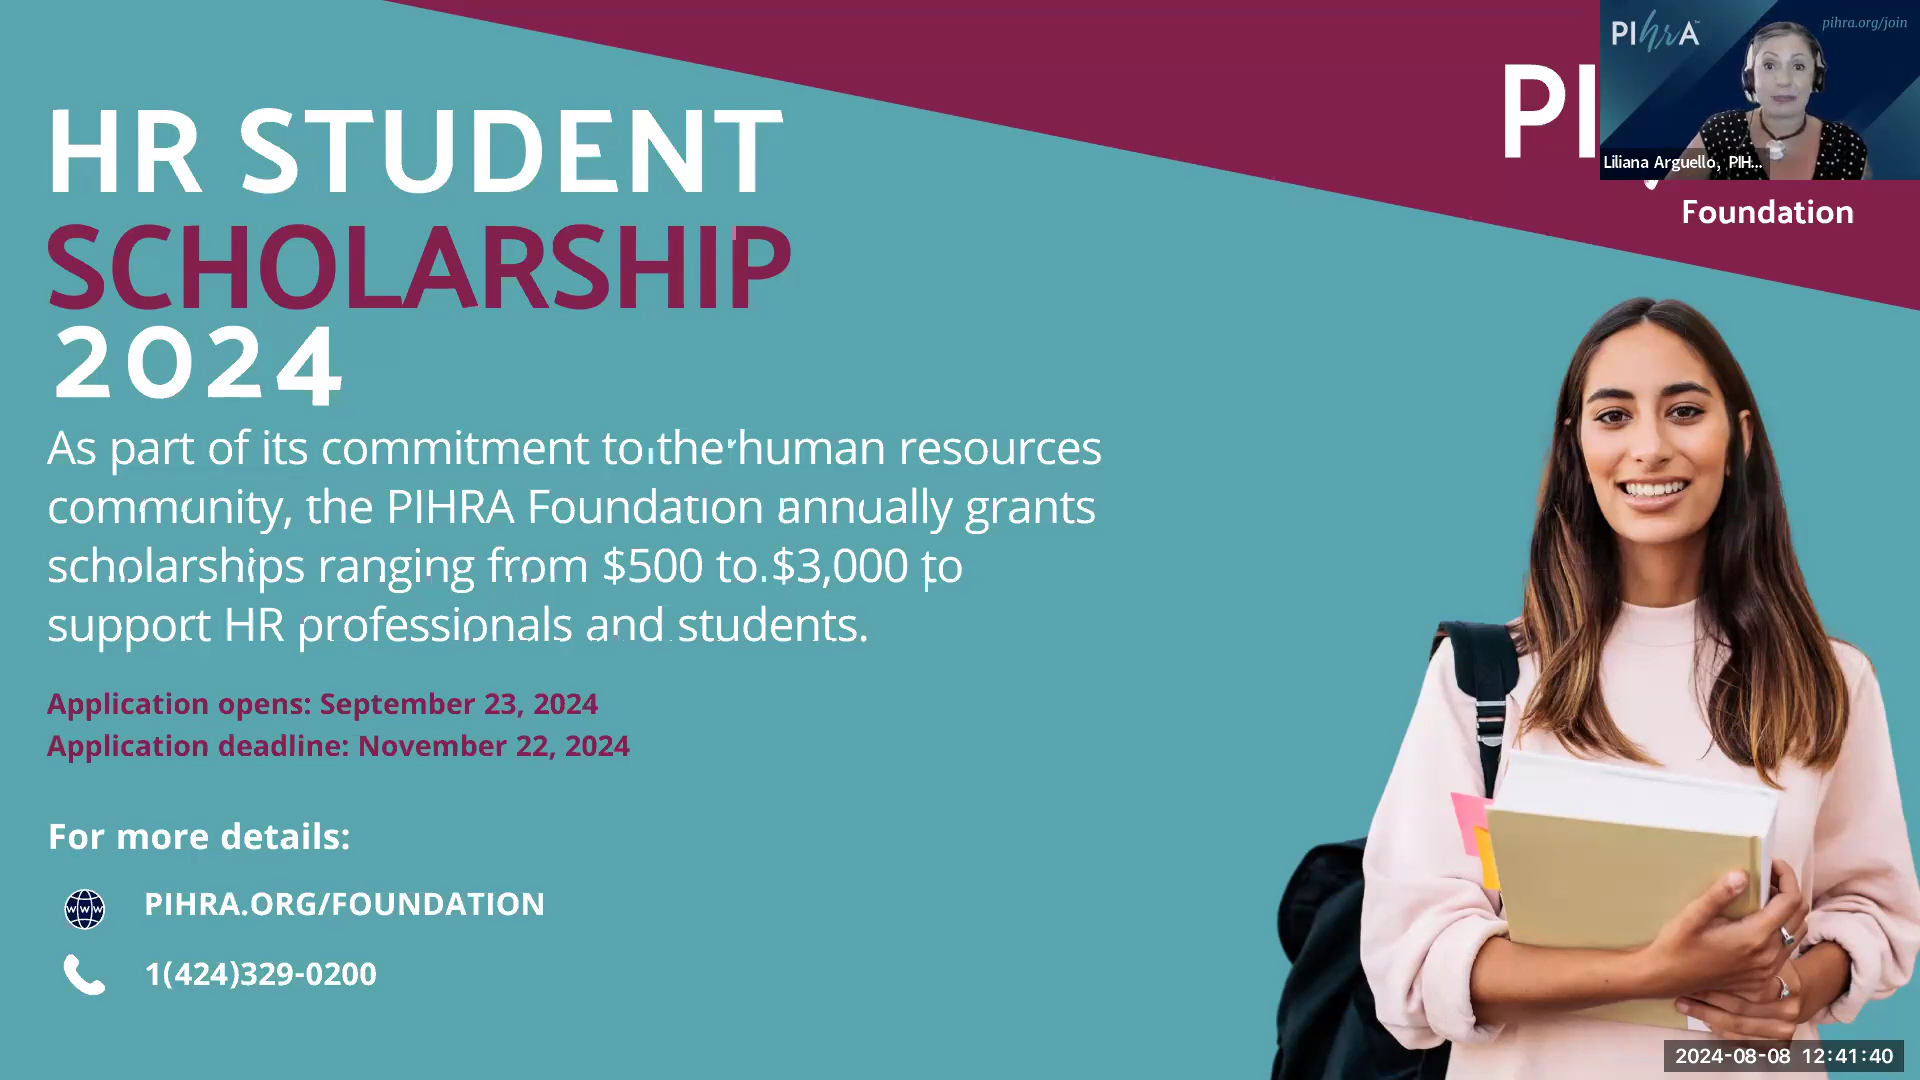 HR STUDENT
SCHOLARSHIP
2024
As part of its commitment to the human resources
community, the PIHRA Foundation annually grants
scholarships ranging from $500 to $3,000 to
support HR professionals and students.
Application opens: September 23, 2024
Application deadline: November 22, 2024
For more details:
www
PIHRA.ORG/FOUNDATION
1(424)329-0200
PI
Foundation
PIhrA
pihra.org/join
Liliana Arguello, PIH...
2024-08-08 12:41:40